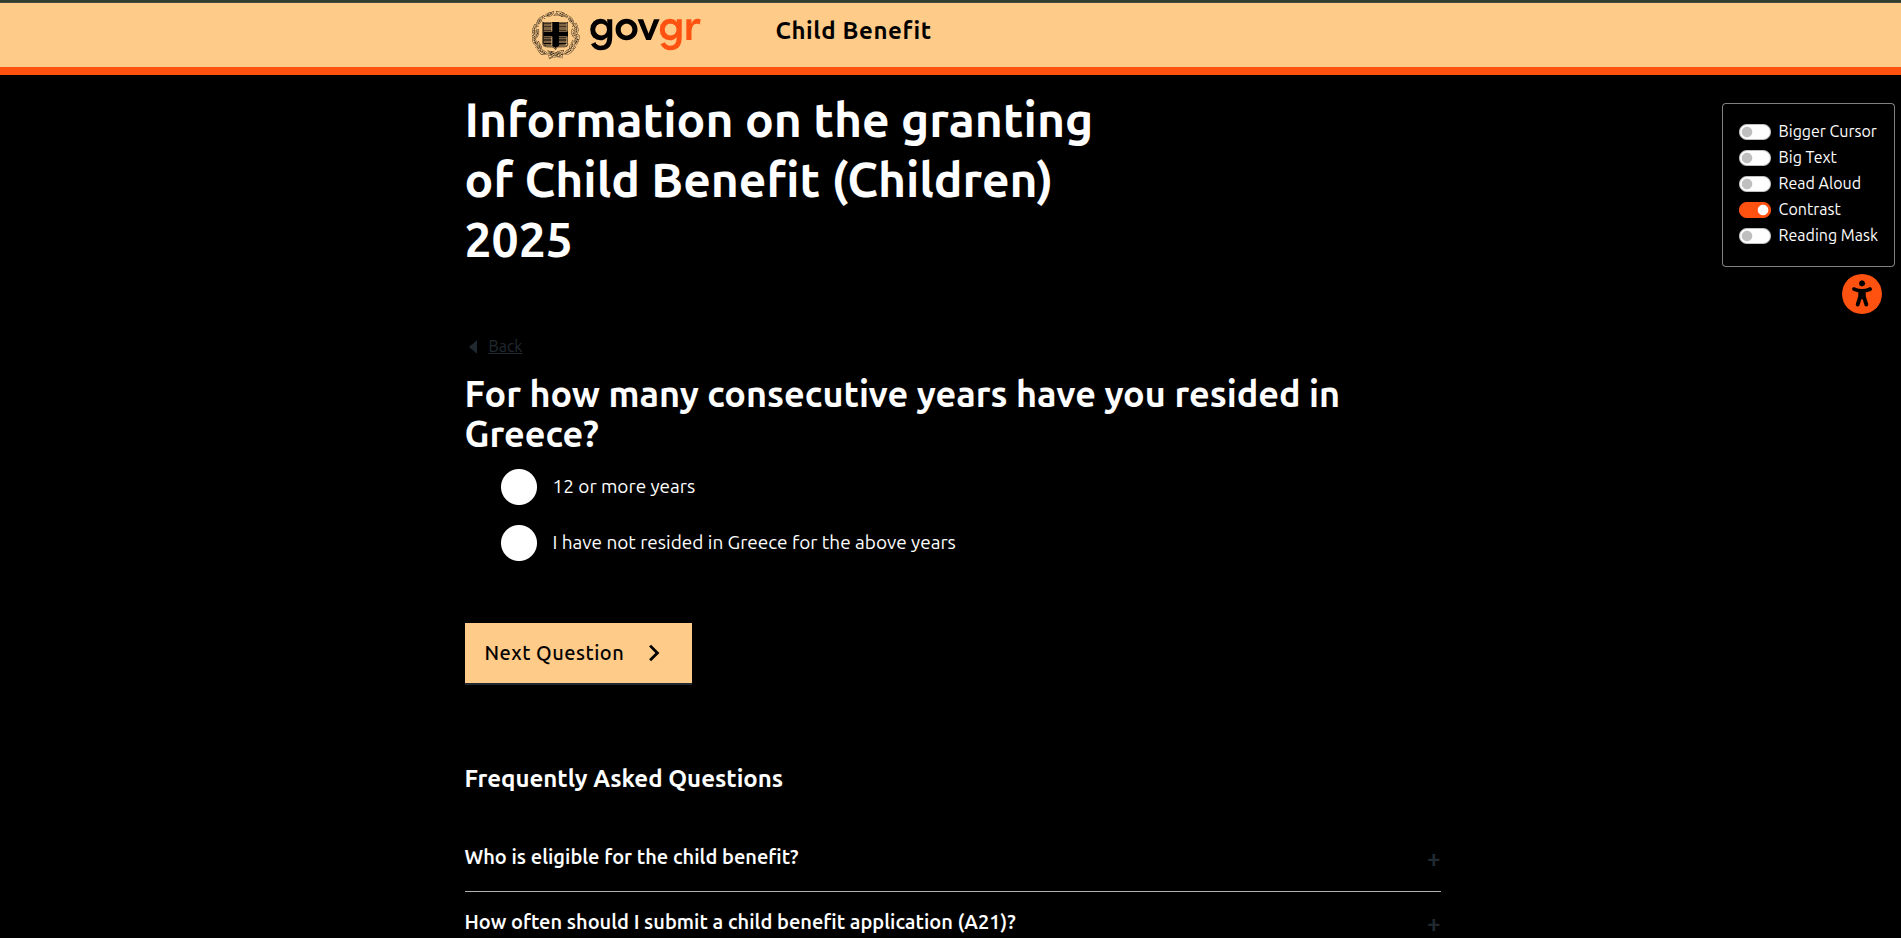 govgr
Child Benefit
Information on the granting
of Child Benefit (Children)
2025
Bigger Cursor
Big Text
Read Aloud
Contrast
Reading Mask
Back
For how many consecutive years have you resided in
Greece?
12 or more years
I have not resided in Greece for the above years
Next Question
Frequently Asked Questions
Who is eligible for the child benefit?
+
How often should I submit a child benefit application (A21)?
+